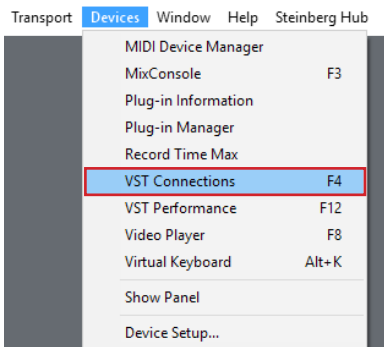 Transport Devices Window Help Steinberg Hub
MIDI Device Manager
MixConsole F3
Plug-in Information
Plug-in Manager
Record Time Max
VST Connections F4
VST Performance F12
Video Player F8
Virtual Keyboard Alt+K
Show Panel
Device Setup...